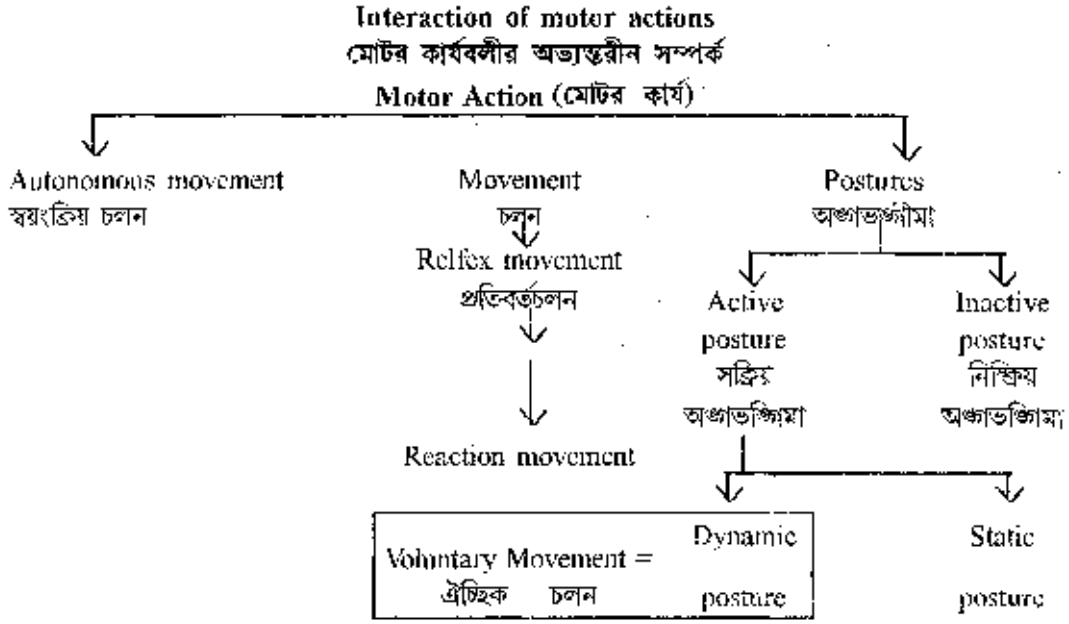 Interaction of motor actions
মোটর কার্যবলীর অভ্যন্তরীন সম্পর্ক
Motor Action (মোটর কার্য)
Autonomous movement
স্বয়ংক্রিয় চলন
Movement
চলন
Relfex movement
প্রতিবর্তচলন
Reaction movement
Voluntary Movement =
ঐচ্ছিক চলন
Postures
অঙ্গভঙ্গীমা
Active
posture
সক্রিয়
অঙ্গভঙ্গিমা
Inactive
posture
নিষ্ক্রিয়
অঙ্গভঙ্গিমা
Dynamic
posture
Static
posture